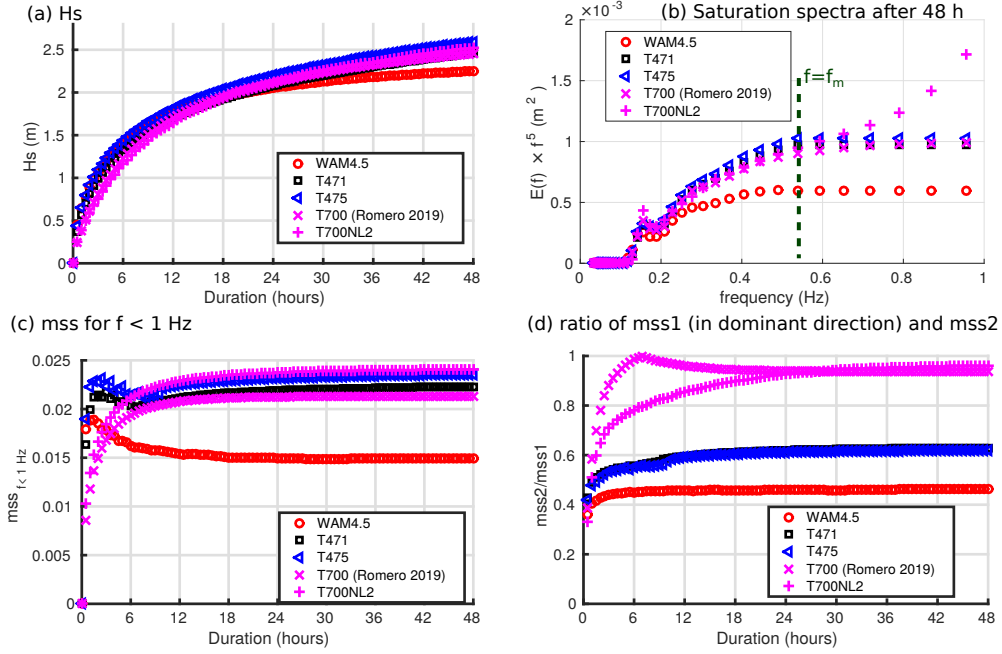 (a) Hs
3
2.5
2
1.5
1
0.5
0
Hs (m)
0 6 12 18 24 30 36 42 48
Duration (hours)
WAM4.5
T471
T475
T700 (Romero 2019)
T700NL2
(b) Saturation spectra after 48 h
2 × 10⁻³
1.5
1
0.5
0
E(f) × f⁵ (m²)
0 0.2 0.4 0.6 0.8 1
frequency (Hz)
WAM4.5
T471
T475
T700 (Romero 2019)
T700NL2
f=fₘ
(c) mss for f < 1 Hz
0.025
0.02
0.015
0.01
0.005
0
mss f< 1 Hz
0 6 12 18 24 30 36 42 48
Duration (hours)
WAM4.5
T471
T475
T700 (Romero 2019)
T700NL2
(d) ratio of mss1 (in dominant direction) and mss2
1
0.8
0.6
0.4
0.2
0
mss2/mss1
0 6 12 18 24 30 36 42 48
Duration (hours)
WAM4.5
T471
T475
T700 (Romero 2019)
T700NL2